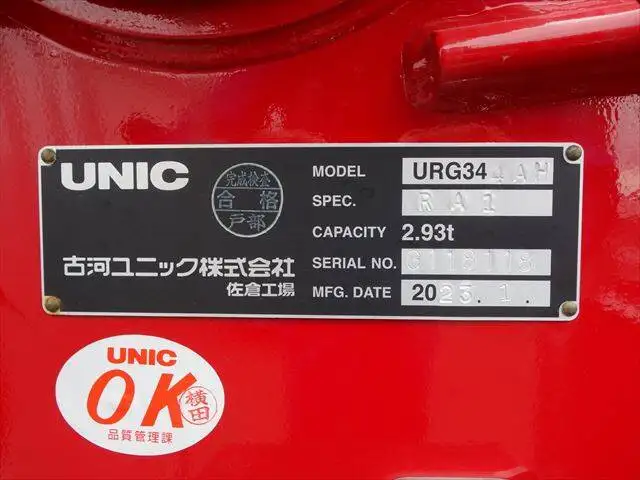 UNIC
完成検査
合格
戸部
古河ユニック株式会社
佐倉工場
MODEL URG344AH
SPEC. RA1
CAPACITY 2.93t
SERIAL NO. G118118
MFG. DATE 2023.1.
UNIC
OK
横田
品質管理課